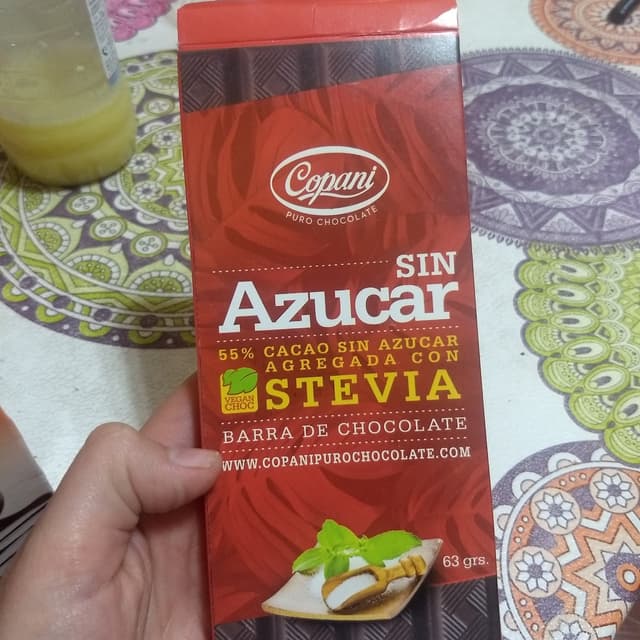 Copani
PURO CHOCOLATE
SIN
Azucar
55% CACAO SIN AZUCAR
AGREGADA CON
STEVIA
VEGAN
CHOC
BARRA DE CHOCOLATE
WWW.COPANIPUROCHOCOLATE.COM
63 grs.